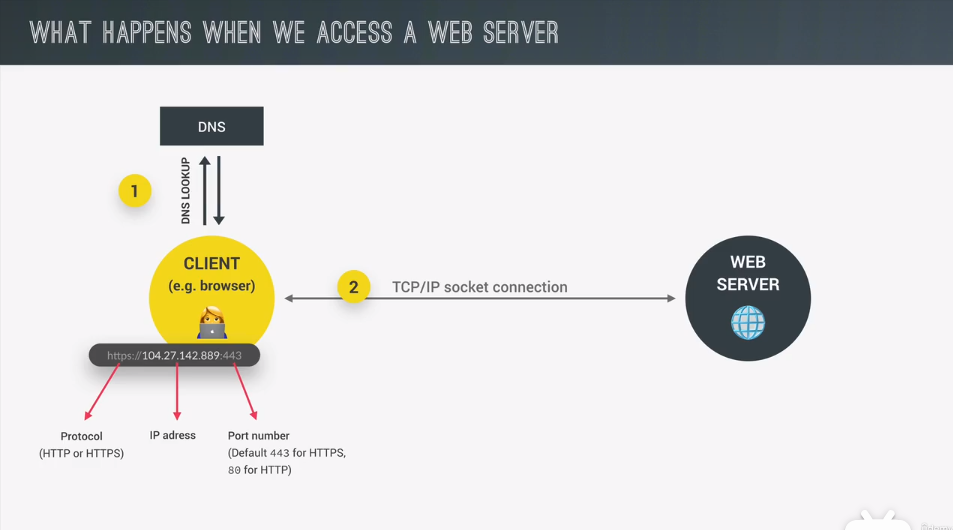 WHAT HAPPENS WHEN WE ACCESS A WEB SERVER
DNS
1
DNS LOOKUP
CLIENT
(e.g. browser)
2
TCP/IP socket connection
WEB
SERVER
https://104.27.142.889:443
Protocol
(HTTP or HTTPS)
IP adress
Port number
(Default 443 for HTTPS,
80 for HTTP)